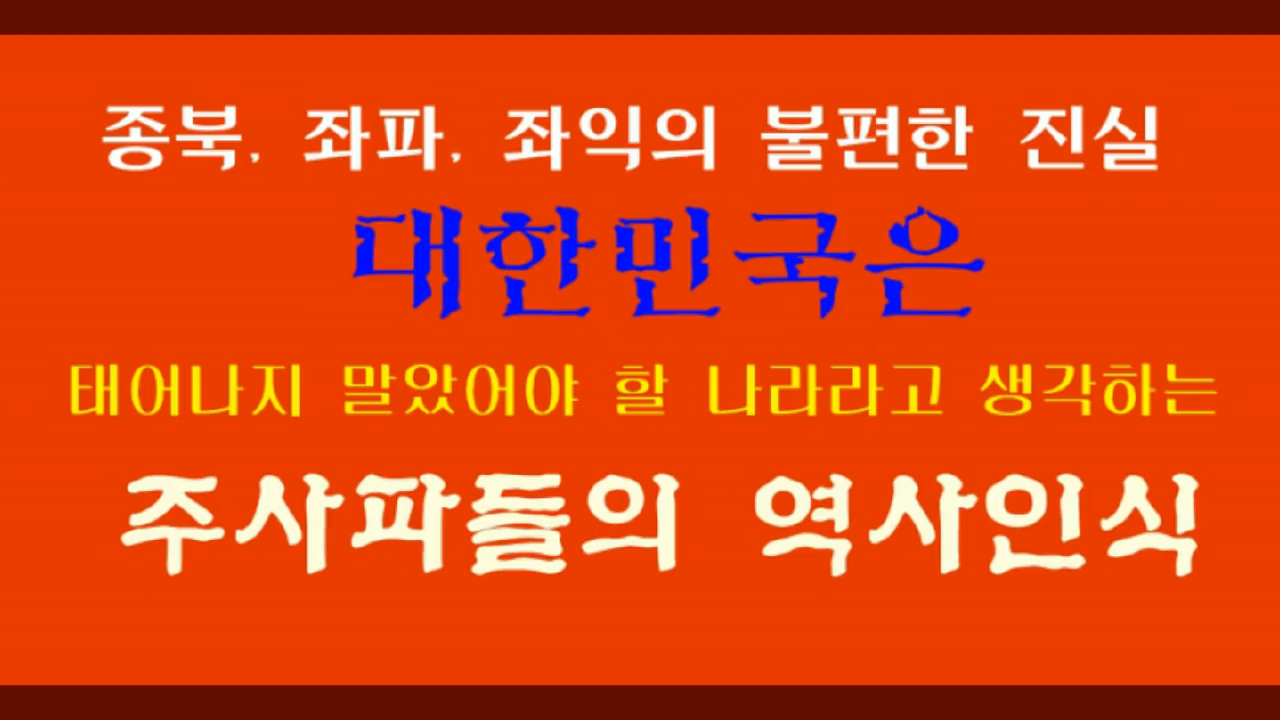 종북, 좌파, 좌익의 불편한 진실
대한민국은
태어나지 말았어야 할 나라라고 생각하는
주사파들의 역사인식